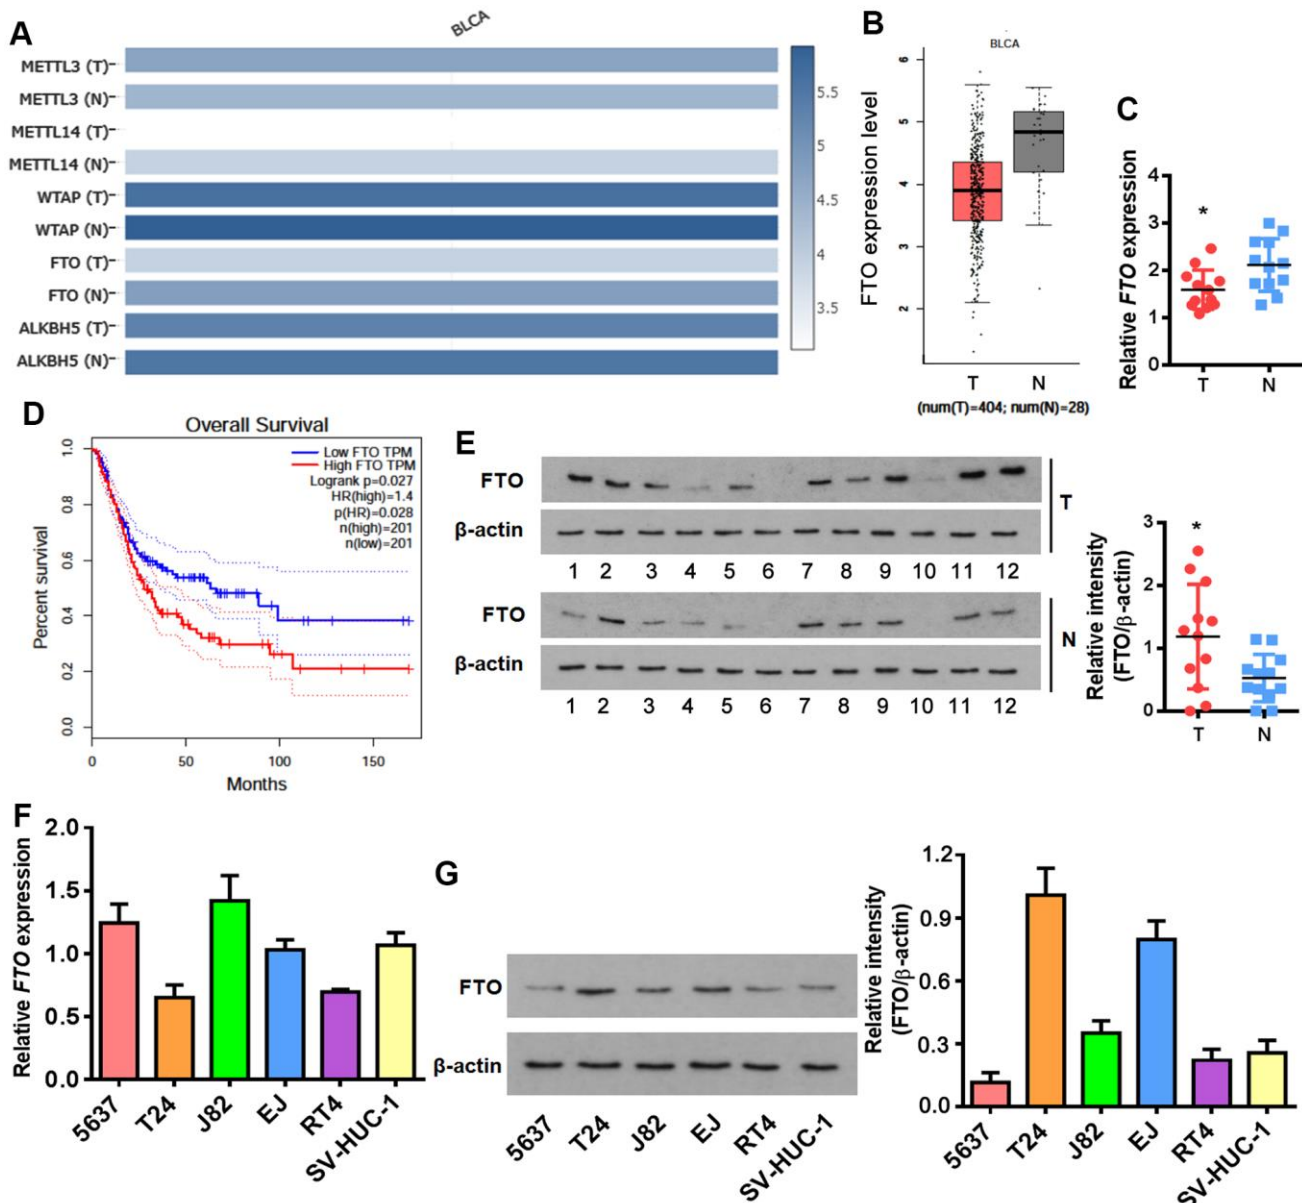 A
BLCA
METTL3 (T)
METTL3 (N)
METTL14 (T)
METTL14 (N)
WTAP (T)
WTAP (N)
FTO (T)
FTO (N)
ALKBH5 (T)
ALKBH5 (N)
5.5
5
4.5
4
3.5
B
BLCA
FTO expression level
6
5
4
3
2
T N
(num(T)=404; num(N)=28)
C
Relative FTO expression
4
3
2
1
0
*
T N
D
Overall Survival
Low FTO TPM
High FTO TPM
Logrank p=0.027
HR(high)=1.4
p(HR)=0.028
n(high)=201
n(low)=201
Percent survival
1.0
0.8
0.6
0.4
0.2
0.0
0 50 100 150
Months
E
FTO
β-actin
1 2 3 4 5 6 7 8 9 10 11 12
T
FTO
β-actin
1 2 3 4 5 6 7 8 9 10 11 12
N
Relative intensity
(FTO/β-actin)
3
2
1
0
*
T N
F
Relative FTO expression
2.0
1.5
1.0
0.5
0.0
5637 T24 J82 EJ RT4 SV-HUC-1
G
FTO
β-actin
5637 T24 J82 EJ RT4 SV-HUC-1
Relative intensity
(FTO/β-actin)
1.2
0.9
0.6
0.3
0.0
5637 T24 J82 EJ RT4 SV-HUC-1